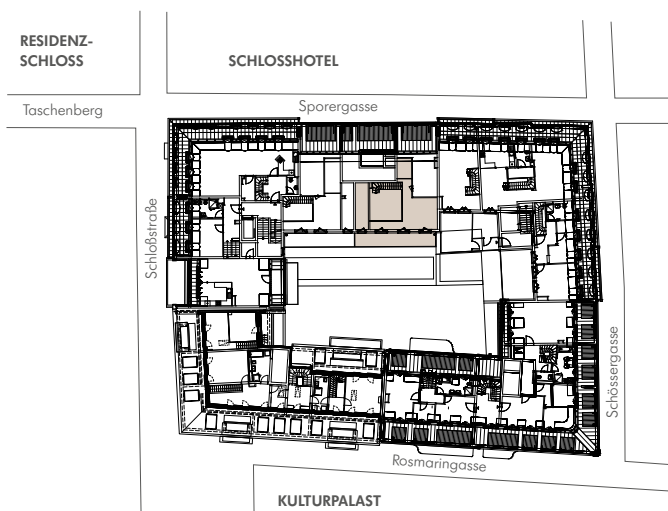 RESIDENZ-
SCHLOSS
SCHLOSSHOTEL
Taschenberg
Sporergasse
Schloßstraße
Schössergasse
Rosmaringasse
KULTURPALAST